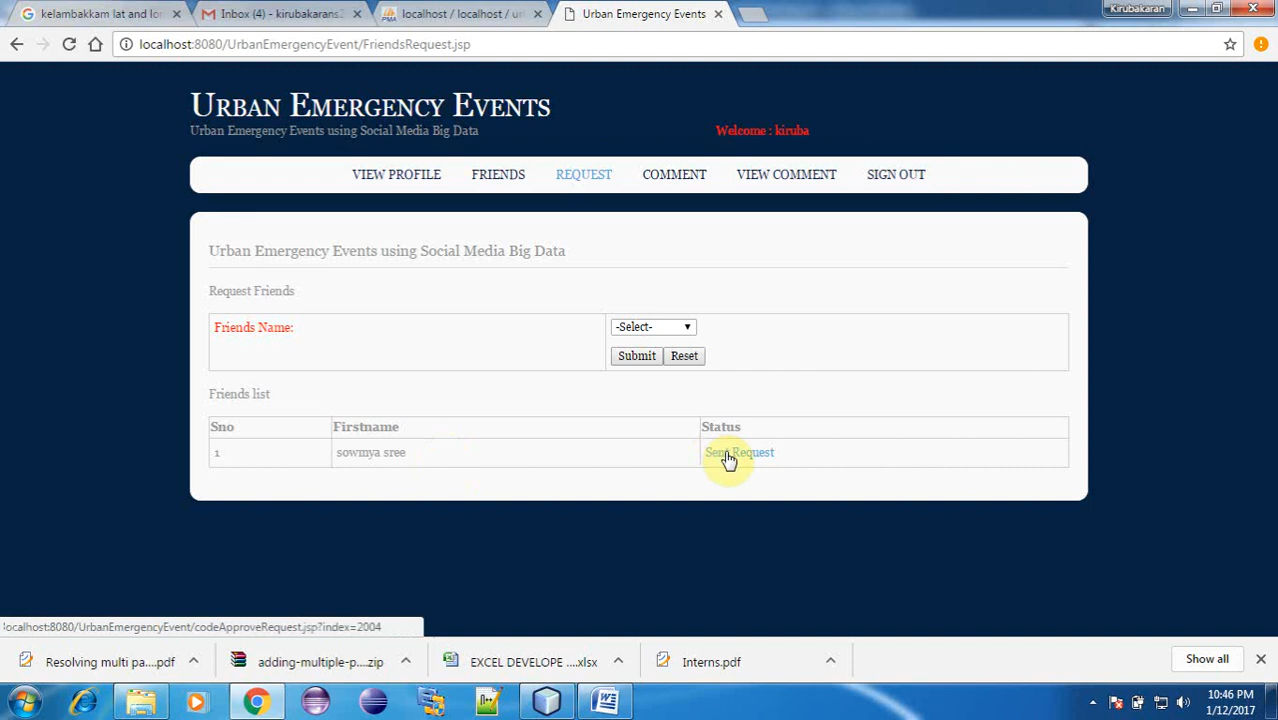 kelambakkam lat and lon
Inbox (4) - kirubakarans.
localhost / localhost / ur
Urban Emergency Events
Kirubakaran
localhost:8080/UrbanEmergencyEvent/FriendsRequest.jsp
Urban Emergency Events
Urban Emergency Events using Social Media Big Data
Welcome : kiruba
VIEW PROFILE FRIENDS REQUEST COMMENT VIEW COMMENT SIGN OUT
Urban Emergency Events using Social Media Big Data
Request Friends
Friends Name:
-Select-
Submit Reset
Friends list
Sno Firstname Status
1 sowmya sree Sent Request
localhost:8080/UrbanEmergencyEvent/codeApproveRequest.jsp?index=2004
Resolving multi pa....pdf
adding-multiple-p....zip
EXCEL DEVELOPE ....xlsx
Interns.pdf
Show all
10:46 PM
1/12/2017